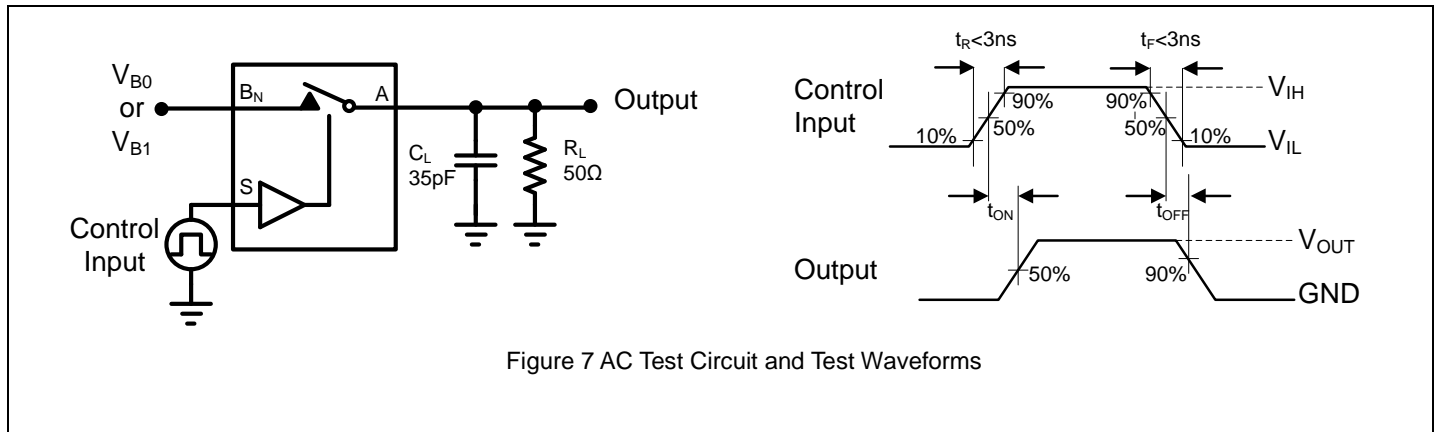 V_B0
or
V_B1
B_N
A
S
Control
Input
C_L
35pF
R_L
50Ω
Output
t_R<3ns
t_F<3ns
Control
Input
90%
50%
10%
90%
50%
10%
V_IH
V_IL
t_ON
t_OFF
Output
50%
90%
V_OUT
GND
Figure 7 AC Test Circuit and Test Waveforms